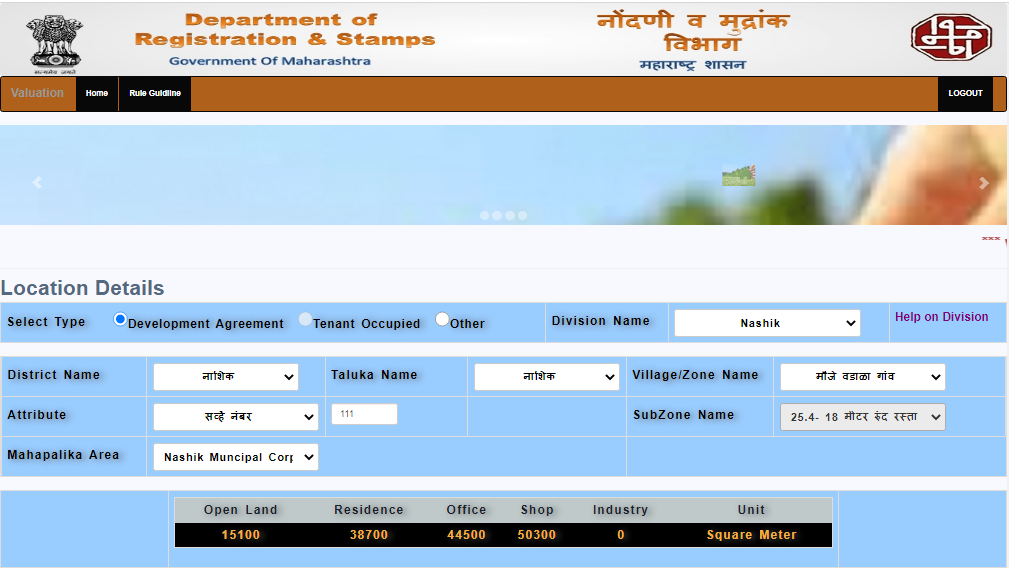 Department of
Registration & Stamps
Government Of Maharashtra
नोंदणी व मुद्रांक
विभाग
महाराष्ट्र शासन
सत्यमेव जयते
Valuation Home Rule Guidline LOGOUT
***
Location Details
Select Type Development Agreement Tenant Occupied Other Division Name Nashik Help on Division
District Name नाशिक Taluka Name नाशिक Village/Zone Name मौजे वडाळा गांव
Attribute सर्व्हे नंबर 111 SubZone Name 25.4- 18 मीटर रुंद रस्ता
Mahapalika Area Nashik Muncipal Corp
Open Land Residence Office Shop Industry Unit
15100 38700 44500 50300 0 Square Meter